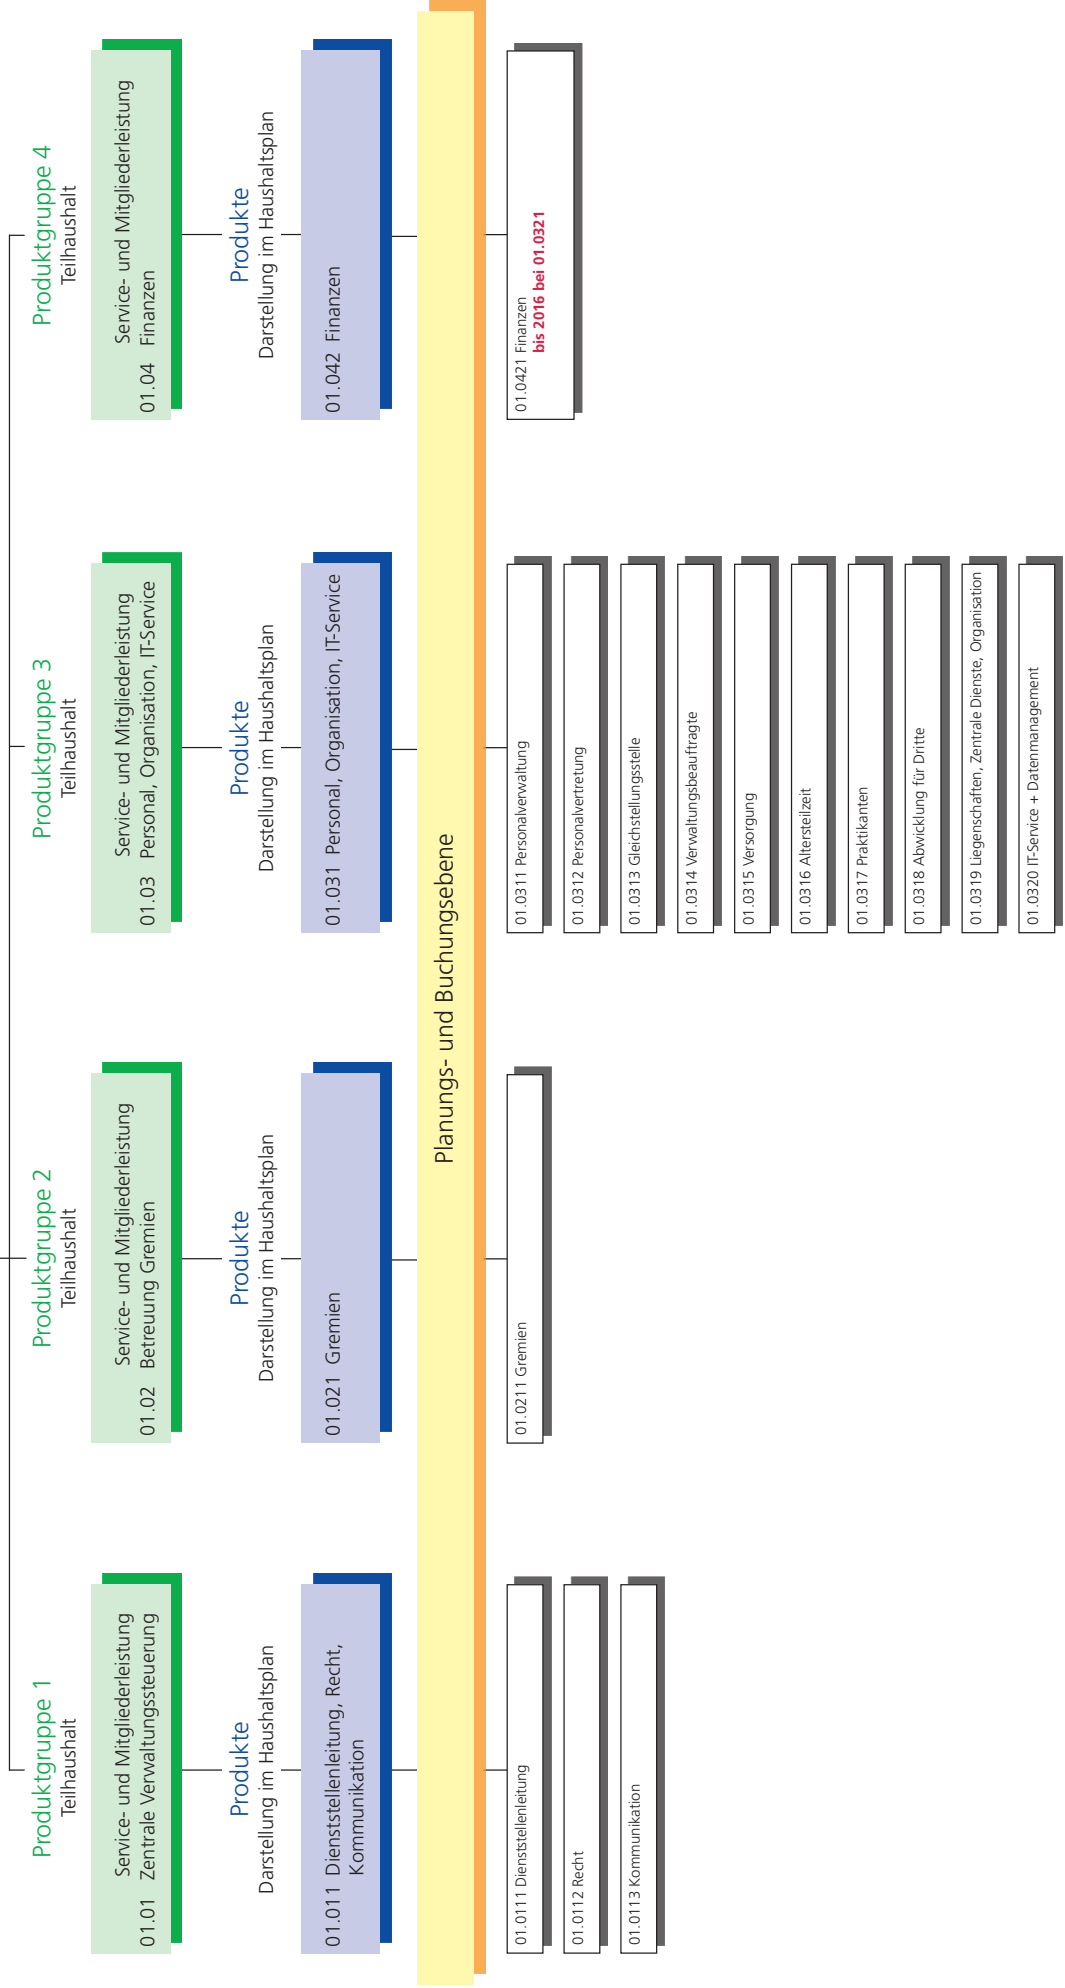 Produktgruppe 1
Teilhaushalt
Service- und Mitgliederleistung
01.01 Zentrale Verwaltungssteuerung
Produkte
Darstellung im Haushaltsplan
01.011 Dienststellenleitung, Recht,
Kommunikation
Produktgruppe 2
Teilhaushalt
Service- und Mitgliederleistung
01.02 Betreuung Gremien
Produkte
Darstellung im Haushaltsplan
01.021 Gremien
Produktgruppe 3
Teilhaushalt
Service- und Mitgliederleistung
01.03 Personal, Organisation, IT-Service
Produkte
Darstellung im Haushaltsplan
01.031 Personal, Organisation, IT-Service
Produktgruppe 4
Teilhaushalt
Service- und Mitgliederleistung
01.04 Finanzen
Produkte
Darstellung im Haushaltsplan
01.042 Finanzen
Planungs- und Buchungsebene
01.0111 Dienststellenleitung
01.0112 Recht
01.0113 Kommunikation
01.0211 Gremien
01.0311 Personalverwaltung
01.0312 Personalvertretung
01.0313 Gleichstellungsstelle
01.0314 Verwaltungsbeauftragte
01.0315 Versorgung
01.0316 Altersteilzeit
01.0317 Praktikanten
01.0318 Abwicklung für Dritte
01.0319 Liegenschaften, Zentrale Dienste, Organisation
01.0320 IT-Service + Datenmanagement
01.0421 Finanzen
bis 2016 bei 01.0321